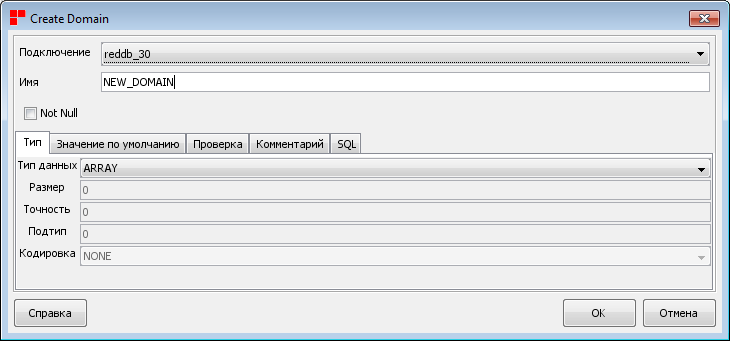 Create Domain
Подключение reddb_30
Имя NEW_DOMAIN
Not Null
Тип Значение по умолчанию Проверка Комментарий SQL
Тип данных ARRAY
Размер 0
Точность 0
Подтип 0
Кодировка NONE
Справка OK Отмена